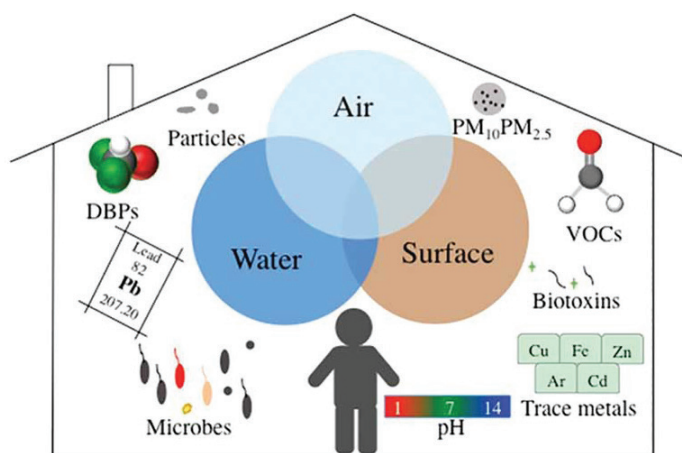 Air
Particles
PM₁₀PM₂.₅
DBPs
VOCs
Water
Surface
Lead
82
Pb
207.20
Biotoxins
Cu Fe Zn
Ar Cd
Trace metals
Microbes
1 7 14
pH